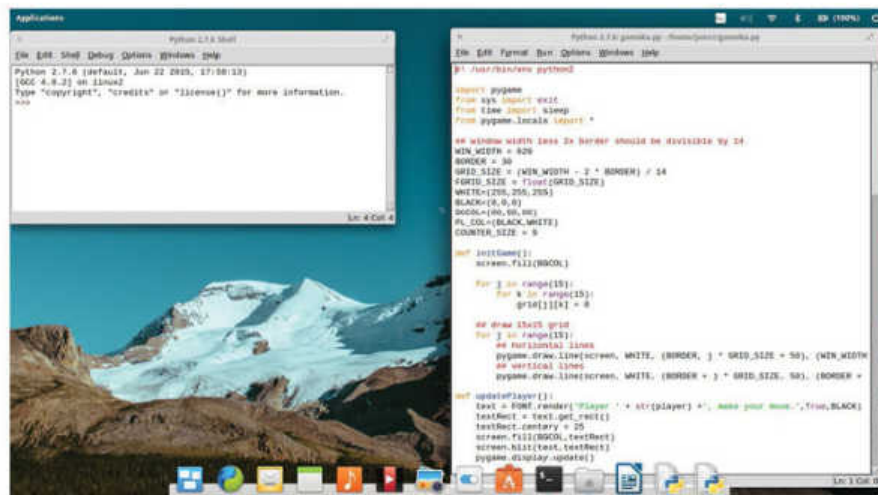 Applications
(100%)
Python 2.7.6 Shell
File Edit Shell Debug Options Windows Help
Python 2.7.6 (default, Jun 22 2015, 17:58:13)
[GCC 4.8.2] on linux2
Type "copyright", "credits" or "license()" for more information.
>>>
Ln: 4 Col: 4
Python 2.7.6: gomoku.py -
File Edit Format Run Options Windows Help
#! /usr/bin/env python2
import pygame
from sys import exit
from time import sleep
from pygame.locals import *
## window width less 2x border should be divisible by 14
WIN_WIDTH = 620
BORDER = 30
GRID_SIZE = (WIN_WIDTH - 2 * BORDER) / 14
FGRID_SIZE = float(GRID_SIZE)
WHITE=(255,255,255)
BLACK=(0,0,0)
BGCOL=(80,80,80)
PL_COL=(BLACK,WHITE)
COUNTER_SIZE = 9
def initGame():
screen.fill(BGCOL)
for j in range(15):
for k in range(15):
grid[j][k] = 0
## draw 15x15 grid
for j in range(15):
## Horizontal lines
pygame.draw.line(screen, WHITE, (BORDER, j * GRID_SIZE + 50), (WIN_WIDTH
## vertical lines
pygame.draw.line(screen, WHITE, (BORDER + j * GRID_SIZE, 50), (BORDER +
def updatePlayer():
text = FONT.render('Player ' + str(player) +', make your move.',True,BLACK)
textRect = text.get_rect()
textRect.centery = 25
screen.fill(BGCOL,textRect)
screen.blit(text,textRect)
pygame.display.update()
Ln: 1 Col: 0